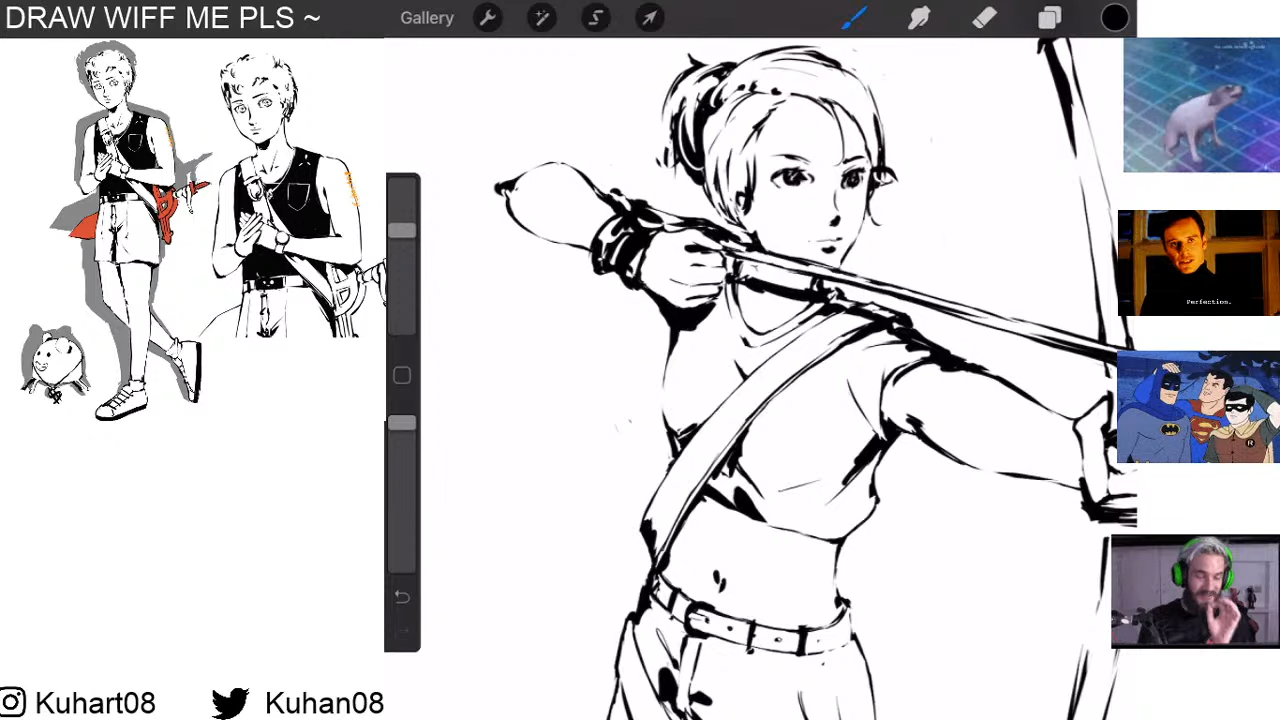 DRAW WIFF ME PLS ~
Gallery
Perfection.
R
Kuhart08
Kuhan08